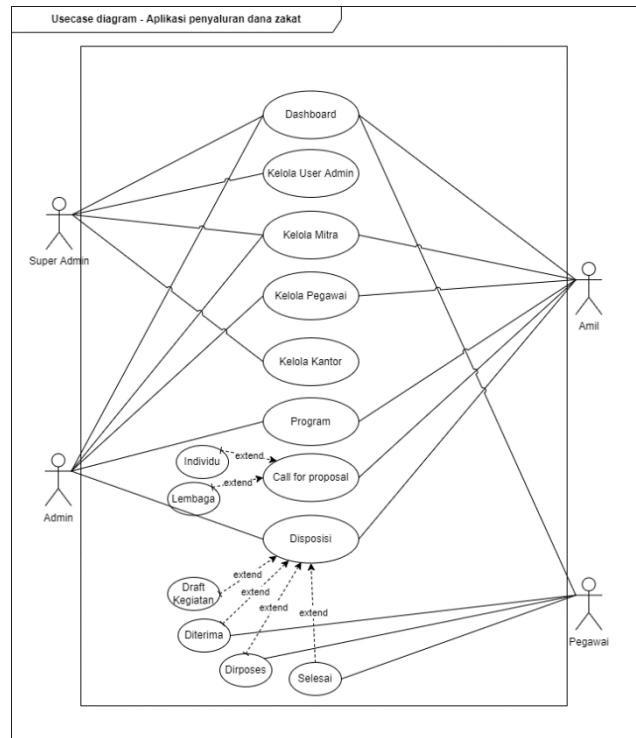 Usecase diagram - Aplikasi penyaluran dana zakat
Dashboard
Kelola User Admin
Super Admin
Kelola Mitra
Kelola Pegawai
Amil
Kelola Kantor
Program
Individu
extend
Call for proposal
Lembaga
extend
Admin
Disposisi
Draft
Kegiatan
extend
extend
extend
extend
Diterima
Pegawai
Dirposes
Selesai